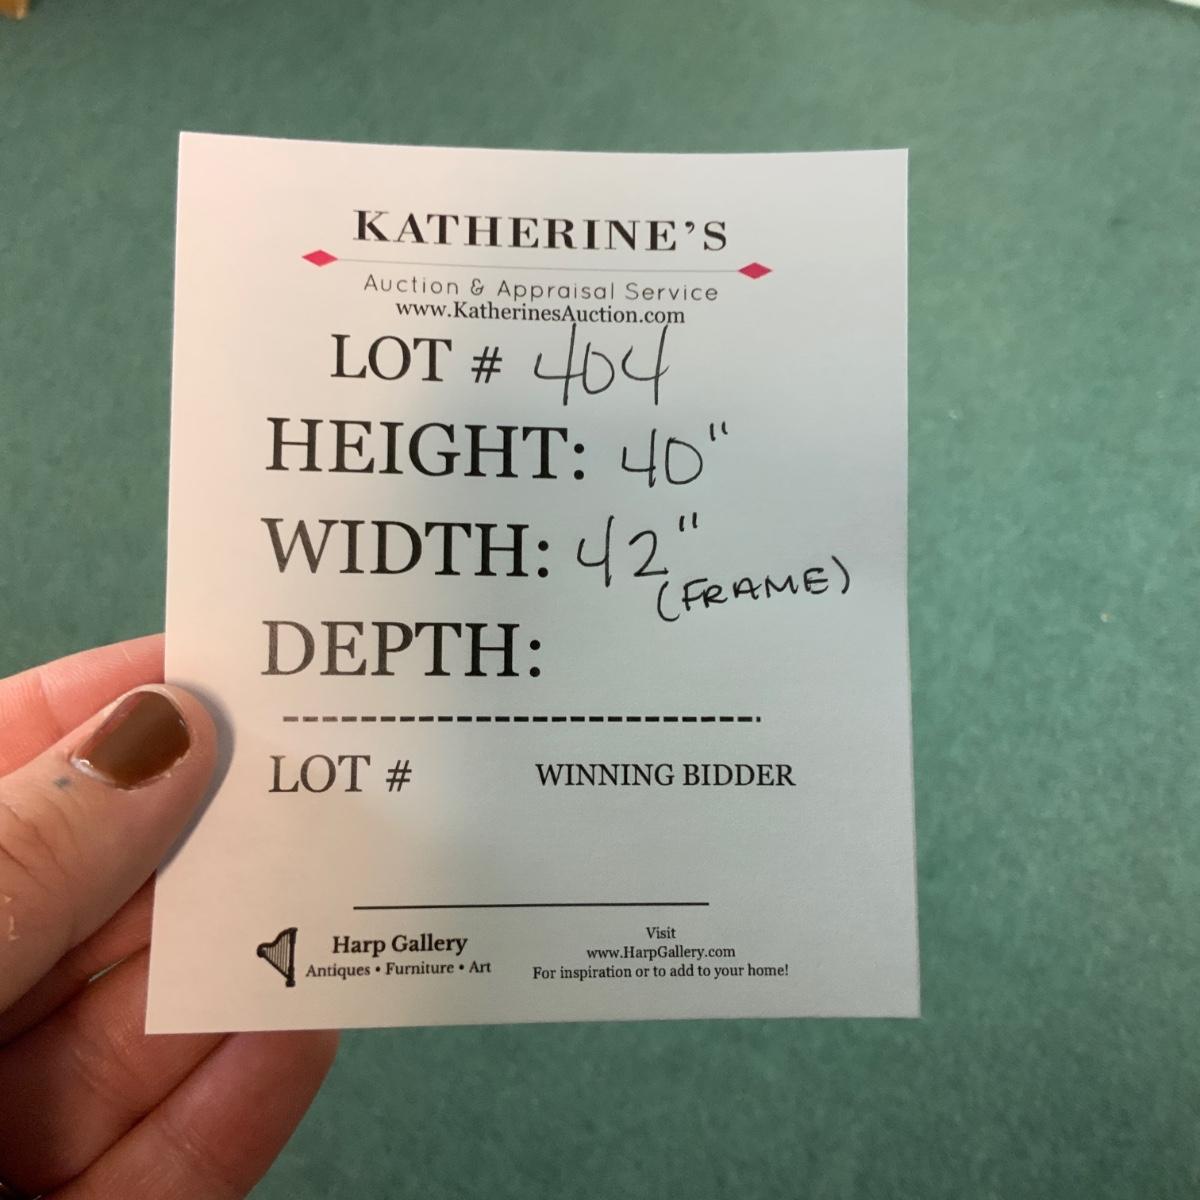 KATHERINE'S
Auction & Appraisal Service
www.KatherinesAuction.com
LOT # 404
HEIGHT: 40"
WIDTH: 42"
(FRAME)
DEPTH:
LOT # WINNING BIDDER
Harp Gallery
Antiques • Furniture • Art
Visit
www.HarpGallery.com
For inspiration or to add to your home!